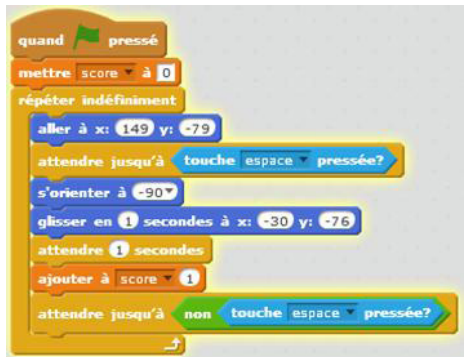 quand pressé
mettre score à 0
répéter indéfiniment
aller à x: 149 y: -79
attendre jusqu'à touche espace pressée?
s'orienter à -90
glisser en 1 secondes à x: -30 y: -76
attendre 1 secondes
ajouter à score 1
attendre jusqu'à non touche espace pressée?